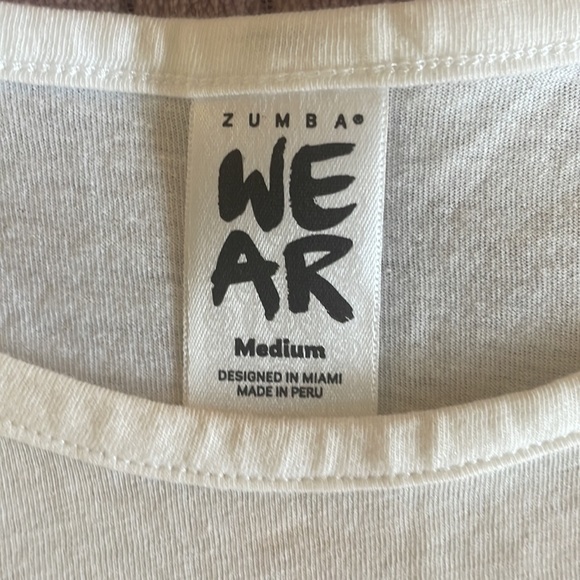 ZUMBA®
WE
AR
Medium
DESIGNED IN MIAMI
MADE IN PERU